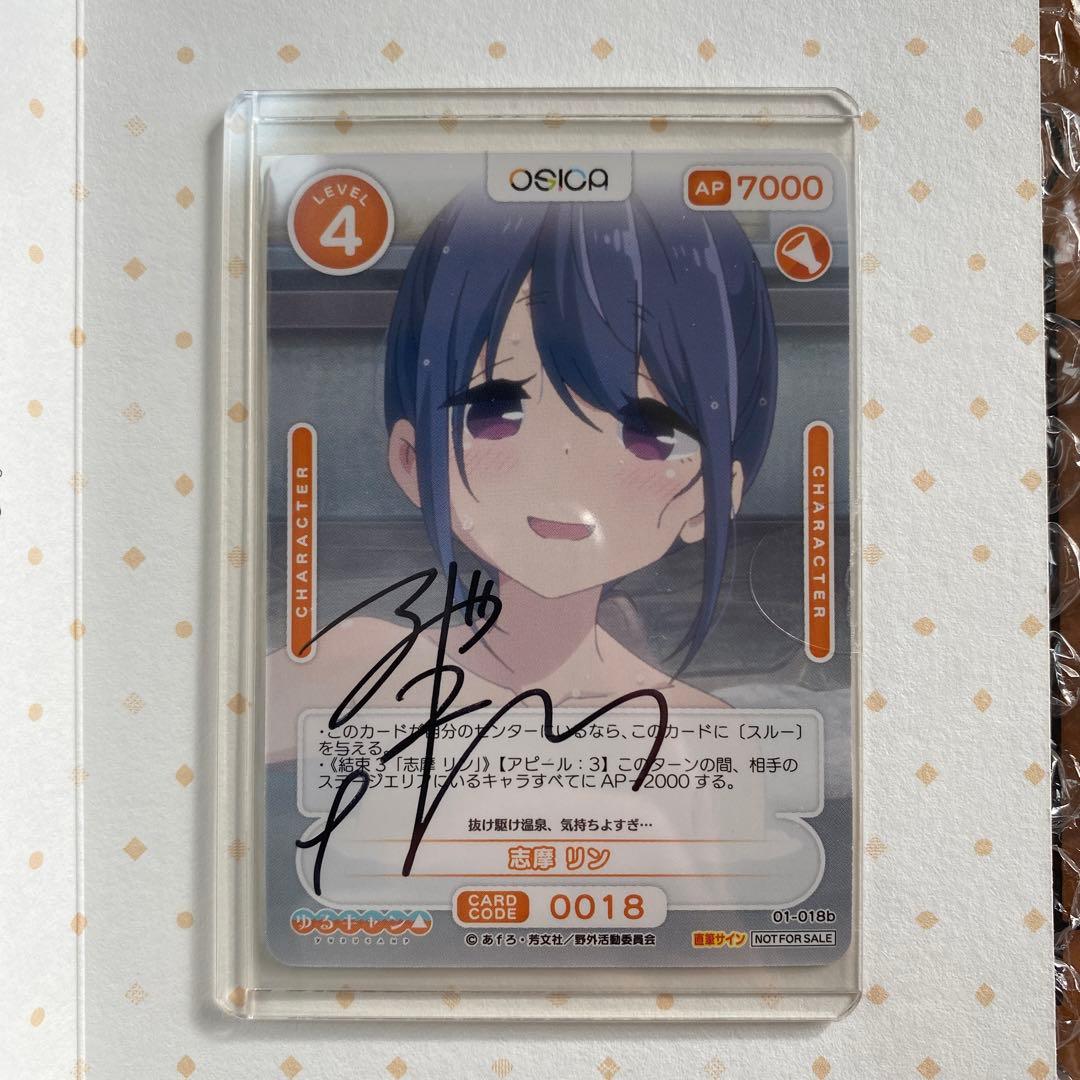 OSICA
LEVEL
4
AP 7000
CHARACTER
CHARACTER
・このカードが自分のセンターにいるなら、このカードに〔スルー〕
を与える。
・《結束3「志摩 リン」》【アピール：3】このターンの間、相手の
ステージエリアにいるキャラすべてにAP－2000する。
抜け駆け温泉、気持ちよすぎ…
志摩 リン
CARD CODE 0018
ゆるキャン△
YURUCAMP
01-018b
©あfろ・芳文社／野外活動委員会
直筆サイン NOT FOR SALE